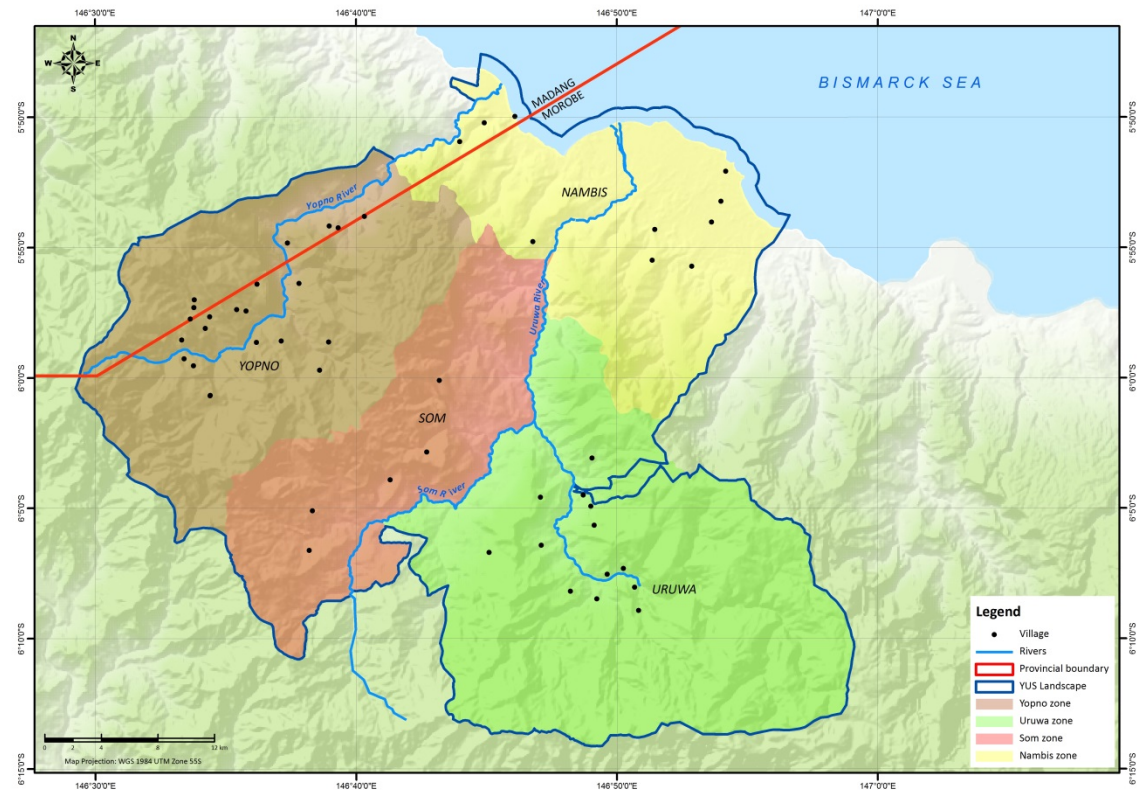 146°30'0"E 146°40'0"E 146°50'0"E 147°0'0"E
N
W E
S
BISMARCK SEA
MADANG
MOROBE
5°50'0"S 5°50'0"S
NAMBIS
Yopno River
5°55'0"S 5°55'0"S
Uruwa River
YOPNO
6°0'0"S 6°0'0"S
SOM
Som River
6°5'0"S 6°5'0"S
URUWA
6°10'0"S 6°10'0"S
Legend
Village
Rivers
Provincial boundary
YUS Landscape
Yopno zone
Uruwa zone
Som zone
Nambis zone
0 2 4 8 12 km
Map Projection: WGS 1984 UTM Zone 55S
6°15'0"S 6°15'0"S
146°30'0"E 146°40'0"E 146°50'0"E 147°0'0"E